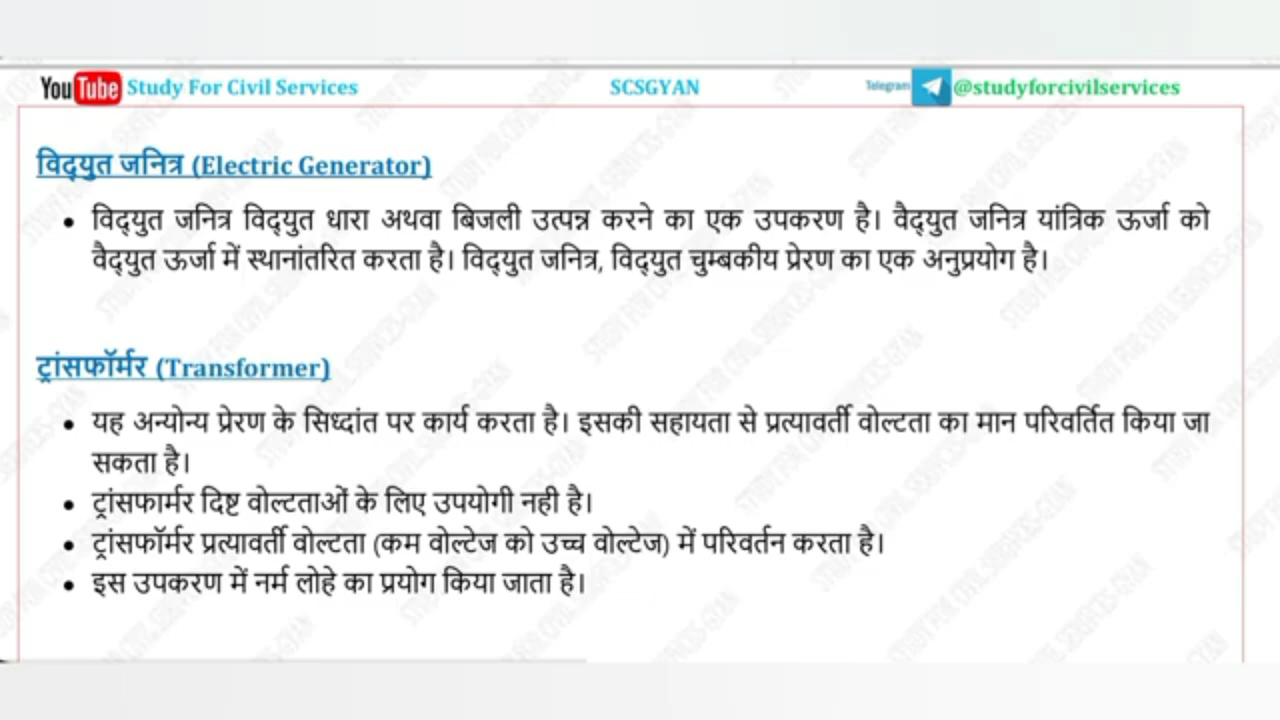 YouTube Study For Civil Services SCSGYAN Telegram @studyforcivilservices
विद्युत जनित्र (Electric Generator)
• विद्युत जनित्र विद्युत धारा अथवा बिजली उत्पन्न करने का एक उपकरण है। वैद्युत जनित्र यांत्रिक ऊर्जा को
वैद्युत ऊर्जा में स्थानांतरित करता है। विद्युत जनित्र, विद्युत चुम्बकीय प्रेरण का एक अनुप्रयोग है।
ट्रांसफॉर्मर (Transformer)
• यह अन्योन्य प्रेरण के सिध्दांत पर कार्य करता है। इसकी सहायता से प्रत्यावर्ती वोल्टता का मान परिवर्तित किया जा
सकता है।
• ट्रांसफार्मर दिष्ट वोल्टताओं के लिए उपयोगी नही है।
• ट्रांसफॉर्मर प्रत्यावर्ती वोल्टता (कम वोल्टेज को उच्च वोल्टेज) में परिवर्तन करता है।
• इस उपकरण में नर्म लोहे का प्रयोग किया जाता है।